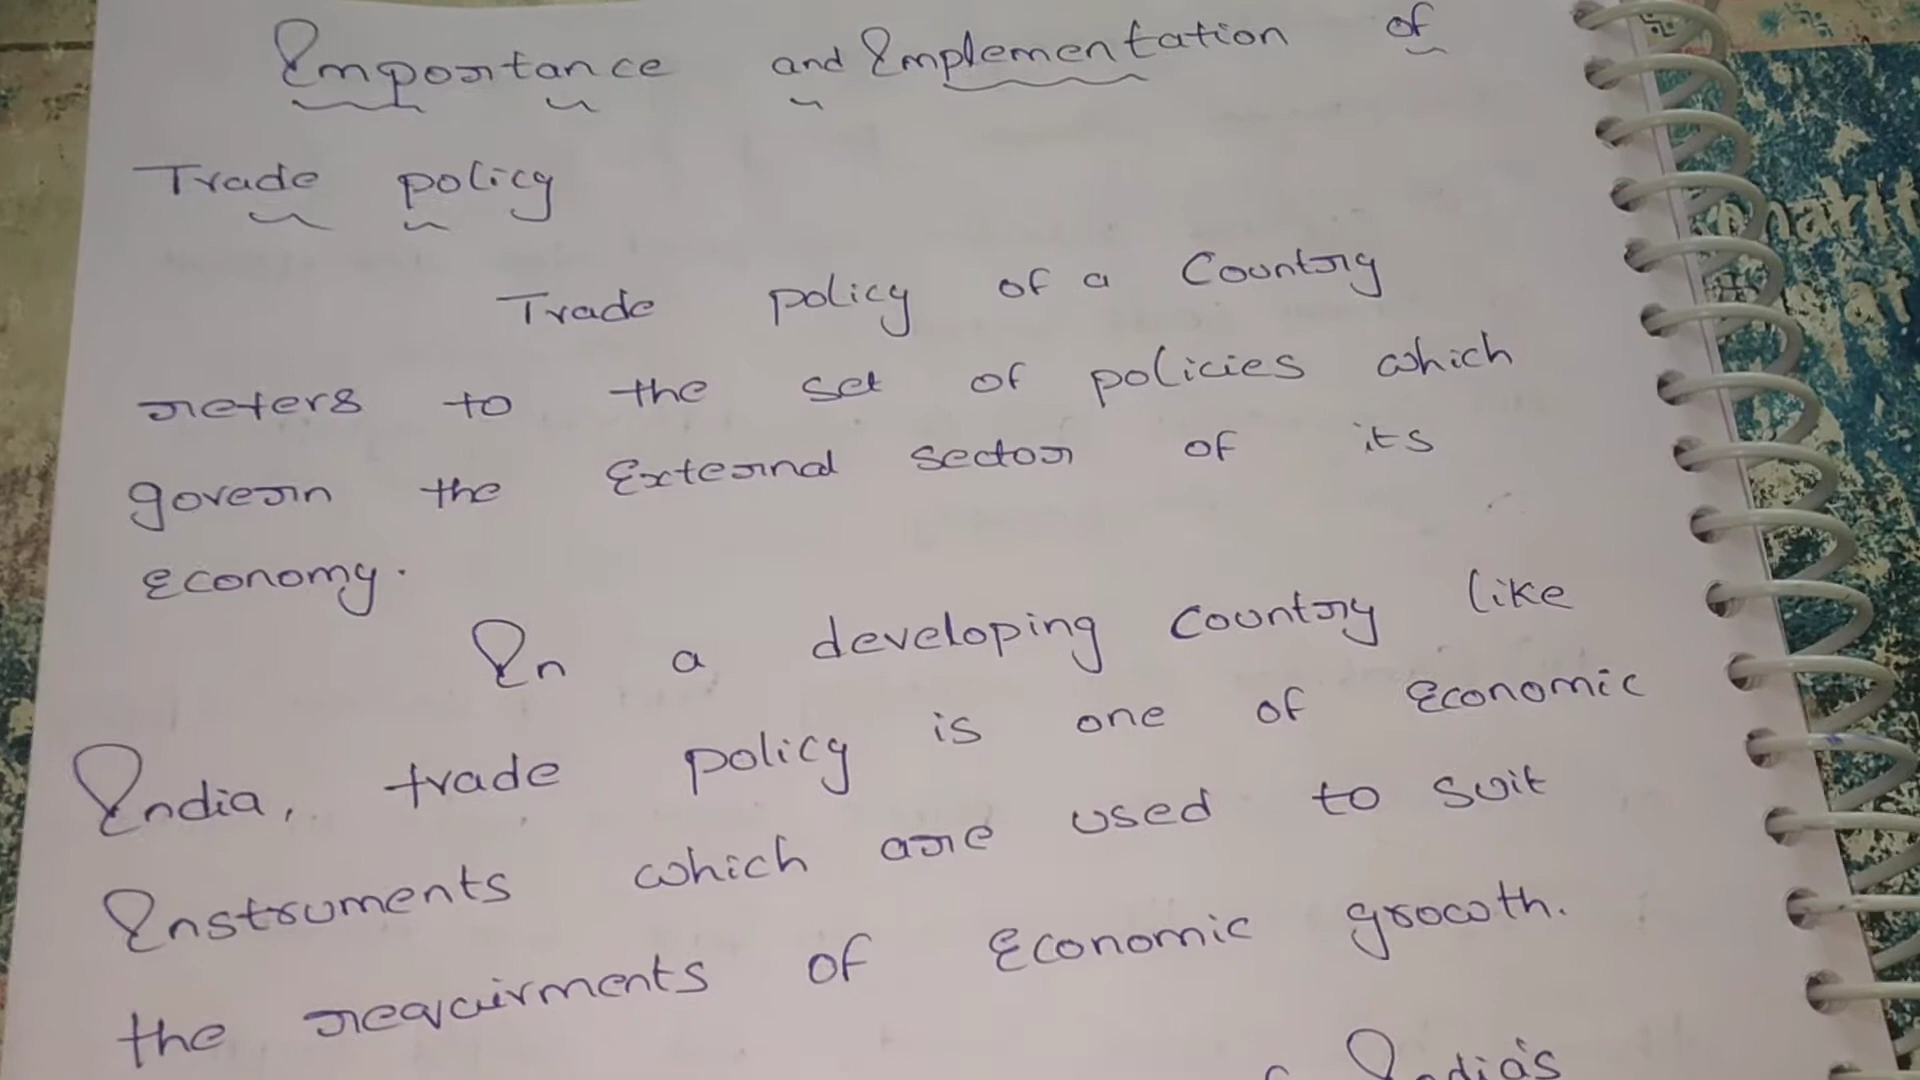 Importance and Implementation of
Trade policy
Trade policy of a Country
refers to the set of policies which
govern the External sector of its
Economy.
In a developing country like
India, trade policy is one of Economic
Instruments which are used to suit
the requirments of Economic growth.
India's